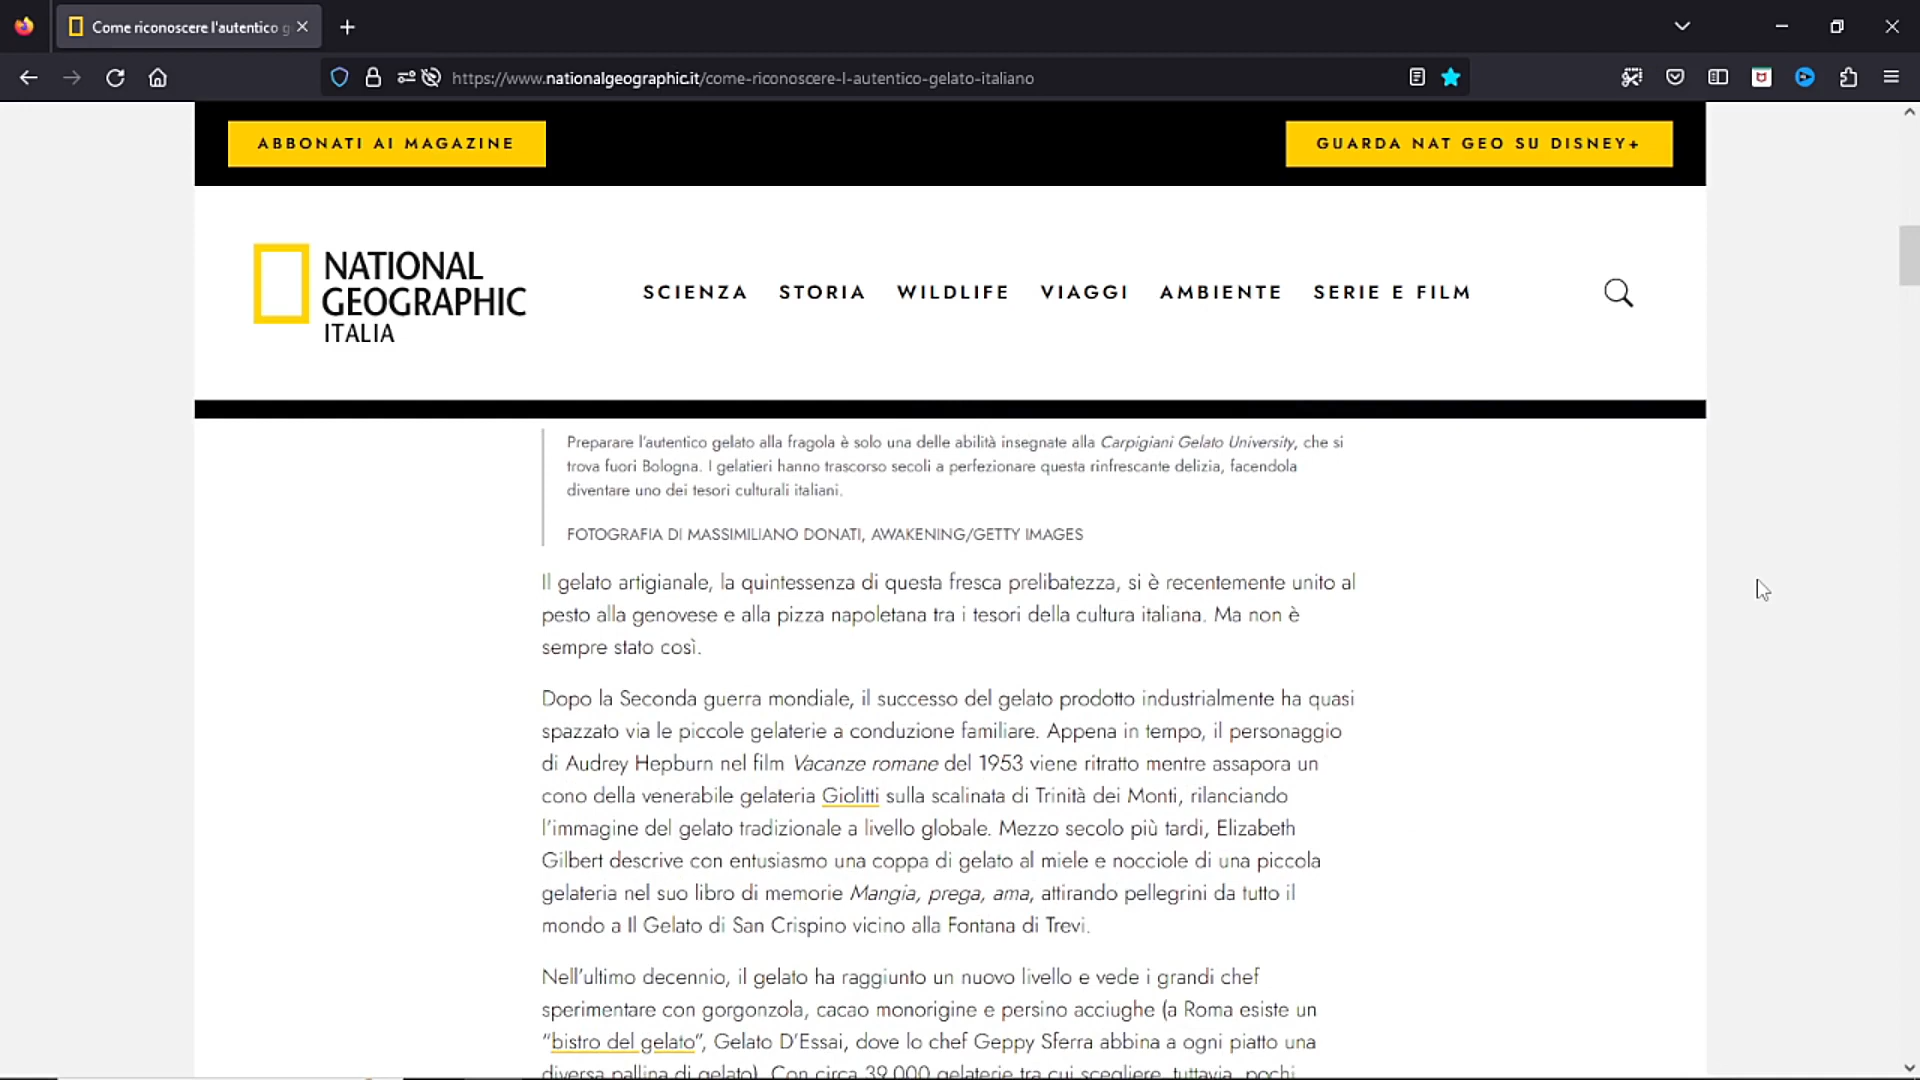 Come riconoscere l'autentico g
https://www.nationalgeographic.it/come-riconoscere-l-autentico-gelato-italiano
ABBONATI AI MAGAZINE
GUARDA NAT GEO SU DISNEY+
NATIONAL
GEOGRAPHIC
ITALIA
SCIENZA STORIA WILDLIFE VIAGGI AMBIENTE SERIE E FILM
Preparare l'autentico gelato alla fragola è solo una delle abilità insegnate alla Carpigiani Gelato University, che si
trova fuori Bologna. I gelatieri hanno trascorso secoli a perfezionare questa rinfrescante delizia, facendola
diventare uno dei tesori culturali italiani.
FOTOGRAFIA DI MASSIMILIANO DONATI, AWAKENING/GETTY IMAGES
Il gelato artigianale, la quintessenza di questa fresca prelibatezza, si è recentemente unito al
pesto alla genovese e alla pizza napoletana tra i tesori della cultura italiana. Ma non è
sempre stato così.
Dopo la Seconda guerra mondiale, il successo del gelato prodotto industrialmente ha quasi
spazzato via le piccole gelaterie a conduzione familiare. Appena in tempo, il personaggio
di Audrey Hepburn nel film Vacanze romane del 1953 viene ritratto mentre assapora un
cono della venerabile gelateria Giolitti sulla scalinata di Trinità dei Monti, rilanciando
l'immagine del gelato tradizionale a livello globale. Mezzo secolo più tardi, Elizabeth
Gilbert descrive con entusiasmo una coppa di gelato al miele e nocciole di una piccola
gelateria nel suo libro di memorie Mangia, prega, ama, attirando pellegrini da tutto il
mondo a Il Gelato di San Crispino vicino alla Fontana di Trevi.
Nell'ultimo decennio, il gelato ha raggiunto un nuovo livello e vede i grandi chef
sperimentare con gorgonzola, cacao monorigine e persino acciughe (a Roma esiste un
“bistro del gelato”, Gelato D'Essai, dove lo chef Geppy Sferra abbina a ogni piatto una
diversa pallina di gelato). Con circa 39.000 gelaterie tra cui scegliere, tuttavia, pochi